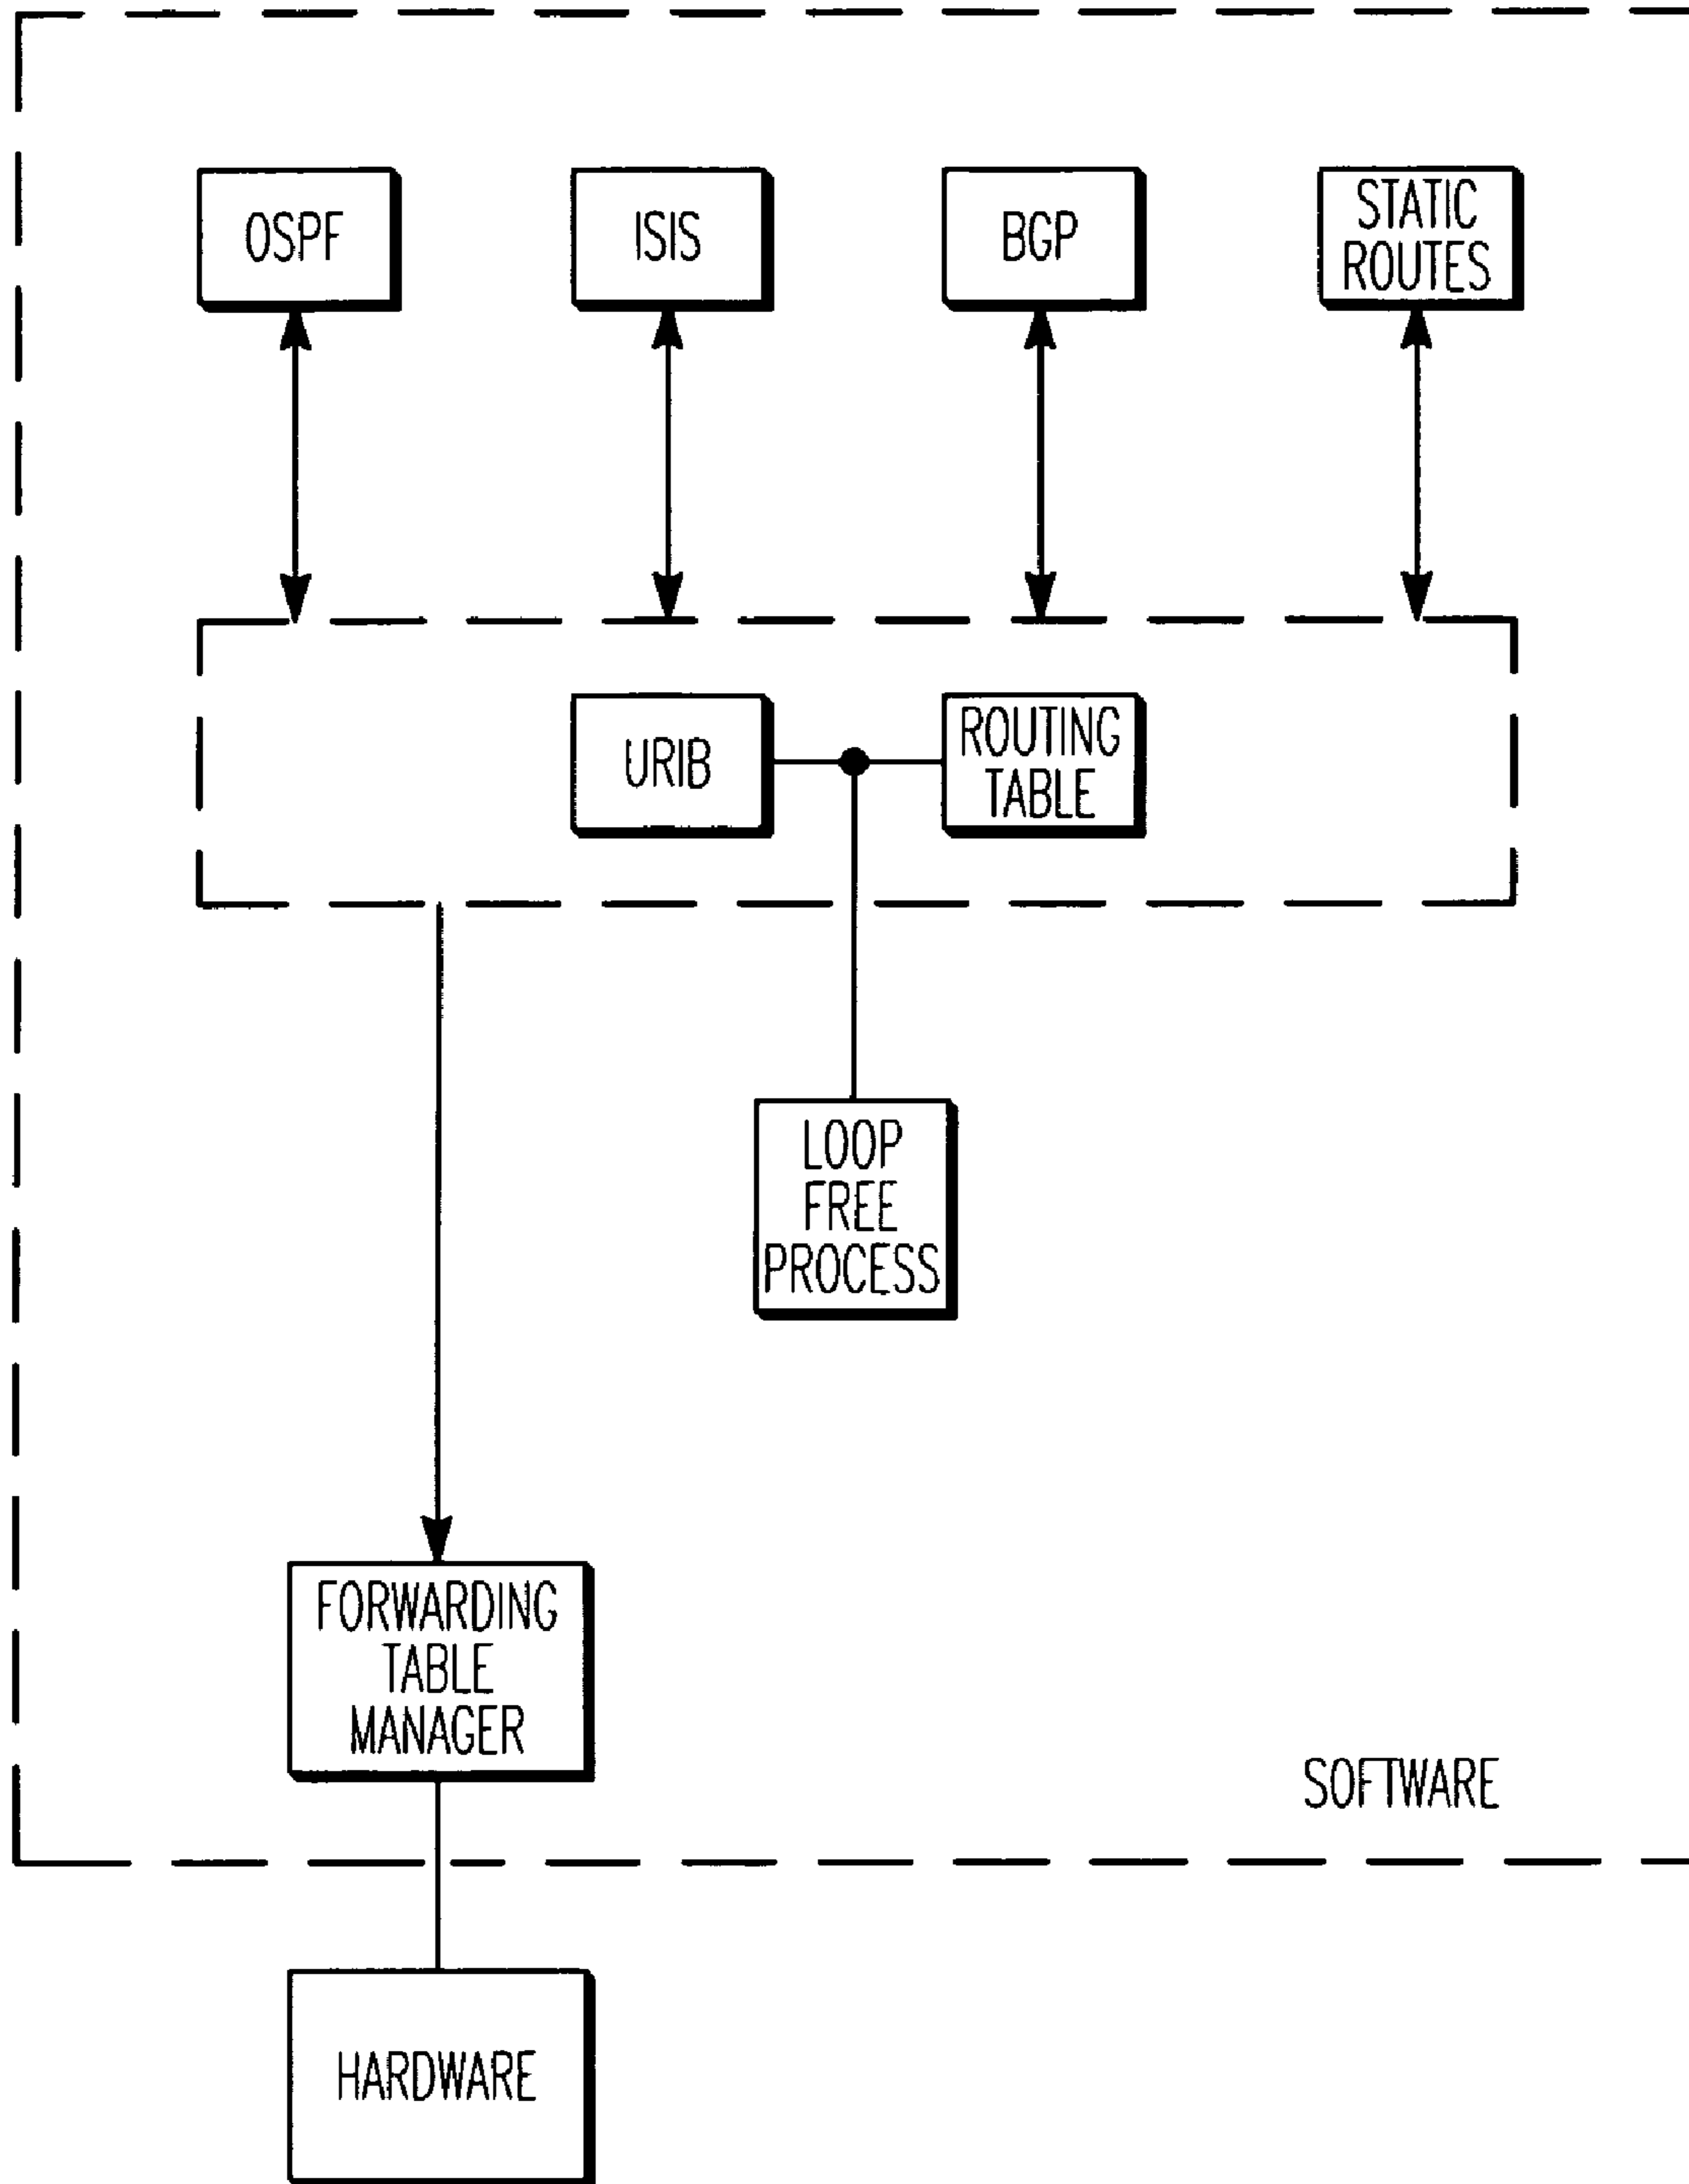 OSPF
ISIS
BGP
STATIC
ROUTES
URIB
ROUTING
TABLE
LOOP
FREE
PROCESS
FORWARDING
TABLE
MANAGER
SOFTWARE
HARDWARE